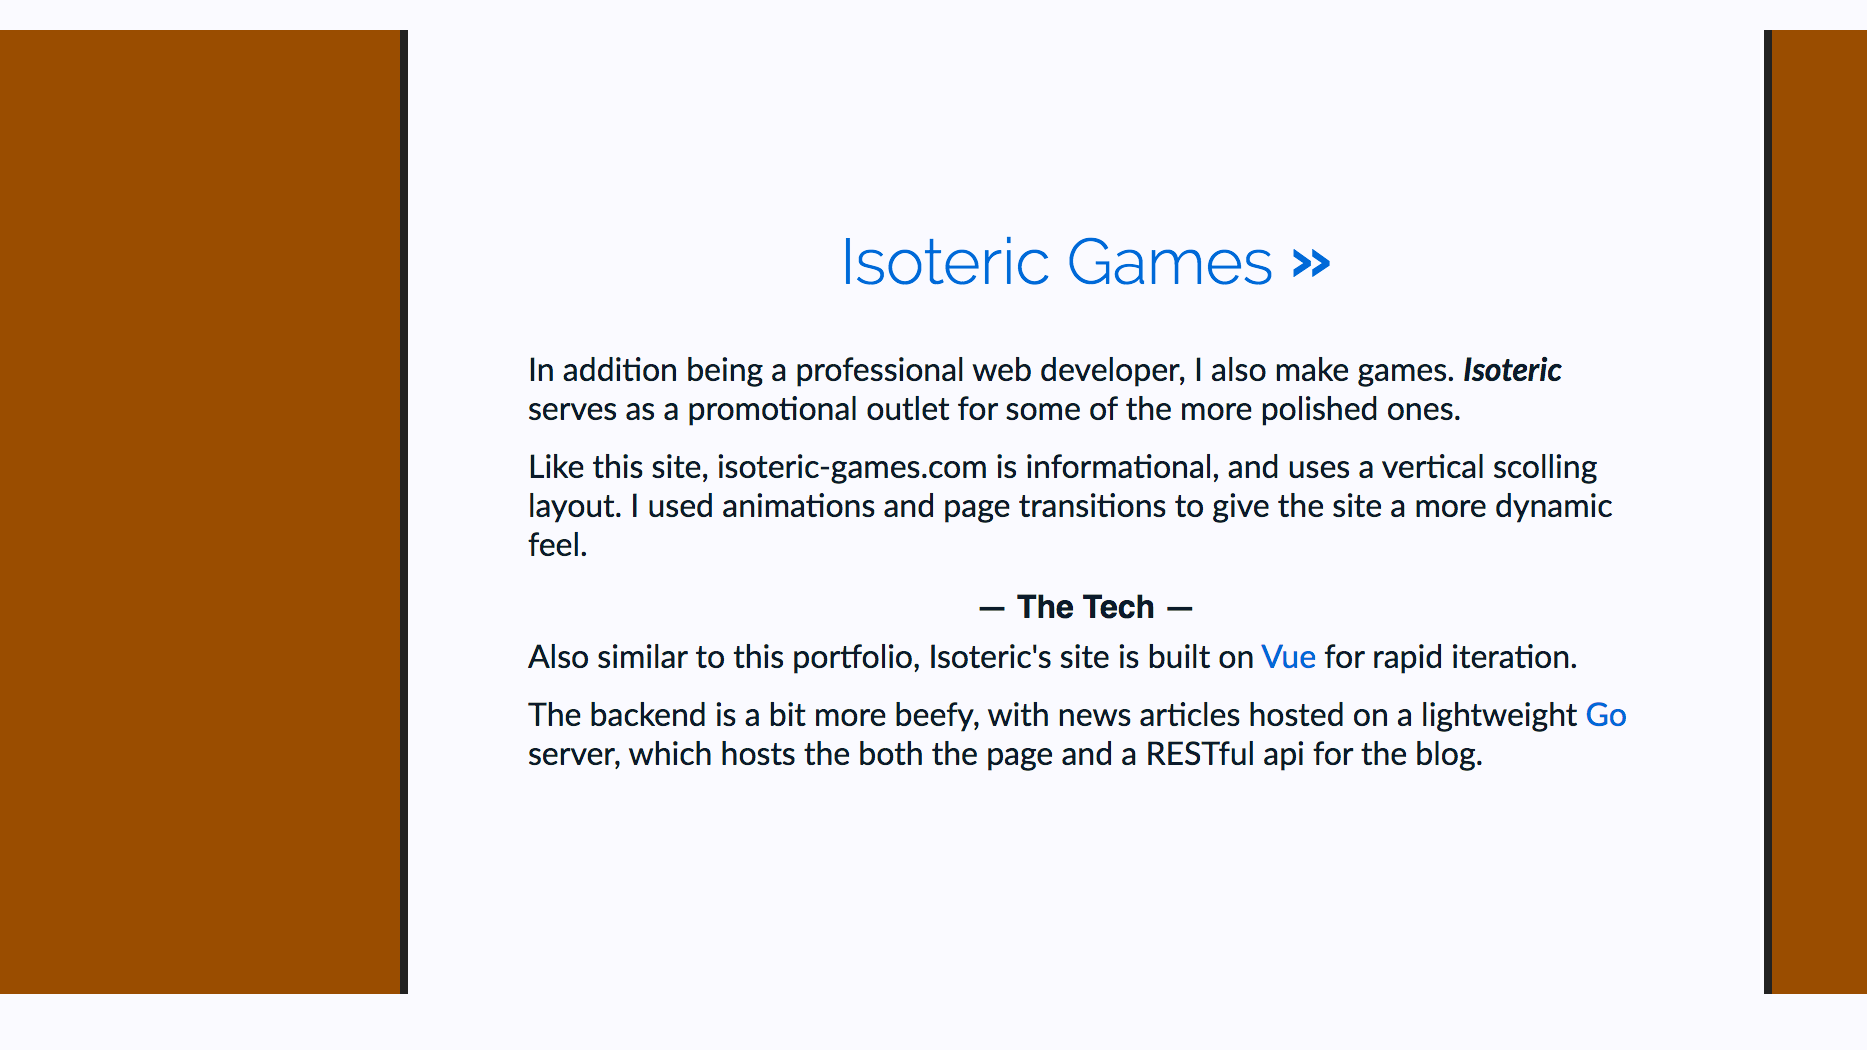 Isoteric Games »
In addition being a professional web developer, I also make games. Isoteric
serves as a promotional outlet for some of the more polished ones.
Like this site, isoteric-games.com is informational, and uses a vertical scolling
layout. I used animations and page transitions to give the site a more dynamic
feel.
— The Tech —
Also similar to this portfolio, Isoteric's site is built on Vue for rapid iteration.
The backend is a bit more beefy, with news articles hosted on a lightweight Go
server, which hosts the both the page and a RESTful api for the blog.